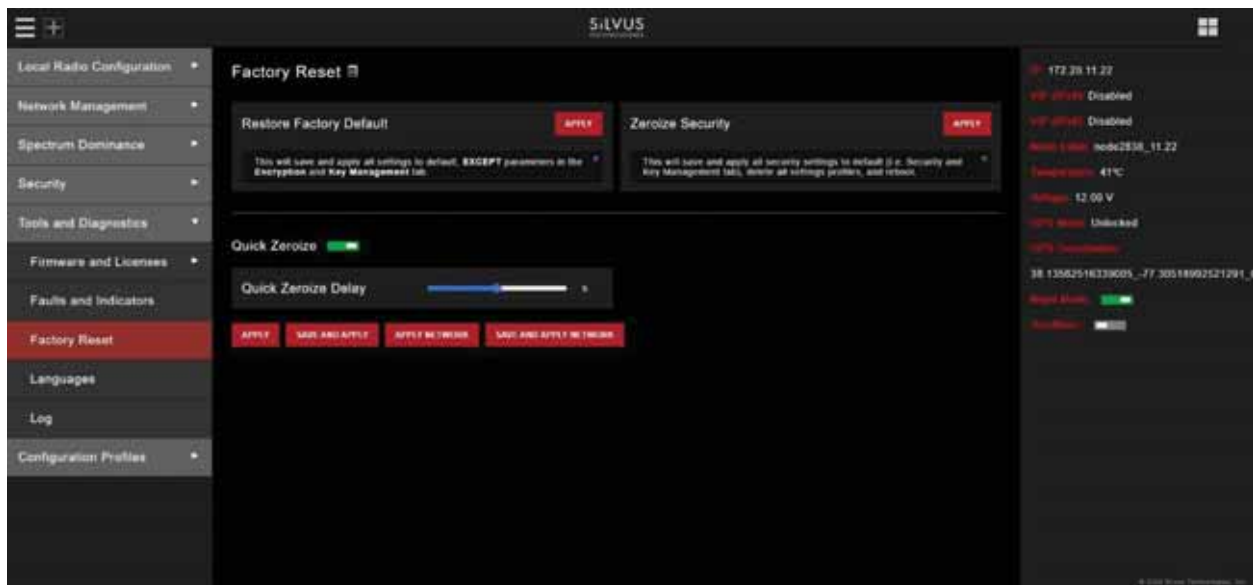 SiLVUS
Local Radio Configuration
Network Management
Spectrum Dominance
Security
Tools and Diagnostics
Firmware and Licenses
Faults and Indicators
Factory Reset
Languages
Log
Configuration Profiles
Factory Reset
Restore Factory Default
APPLY
This will save and apply all settings to default, EXCEPT parameters in the
Encryption and Key Management tab.
Zeroize Security
APPLY
This will save and apply all security settings to default (i.e. Security and
Key Management tab), delete all settings profiles, and reboot.
Quick Zeroize
Quick Zeroize Delay
APPLY
SAVE AND APPLY
APPLY NETWORK
SAVE AND APPLY NETWORK
172.20.11.22
Disabled
Disabled
node2838_11.22
41°C
12.00 V
Unlocked
Night Mode